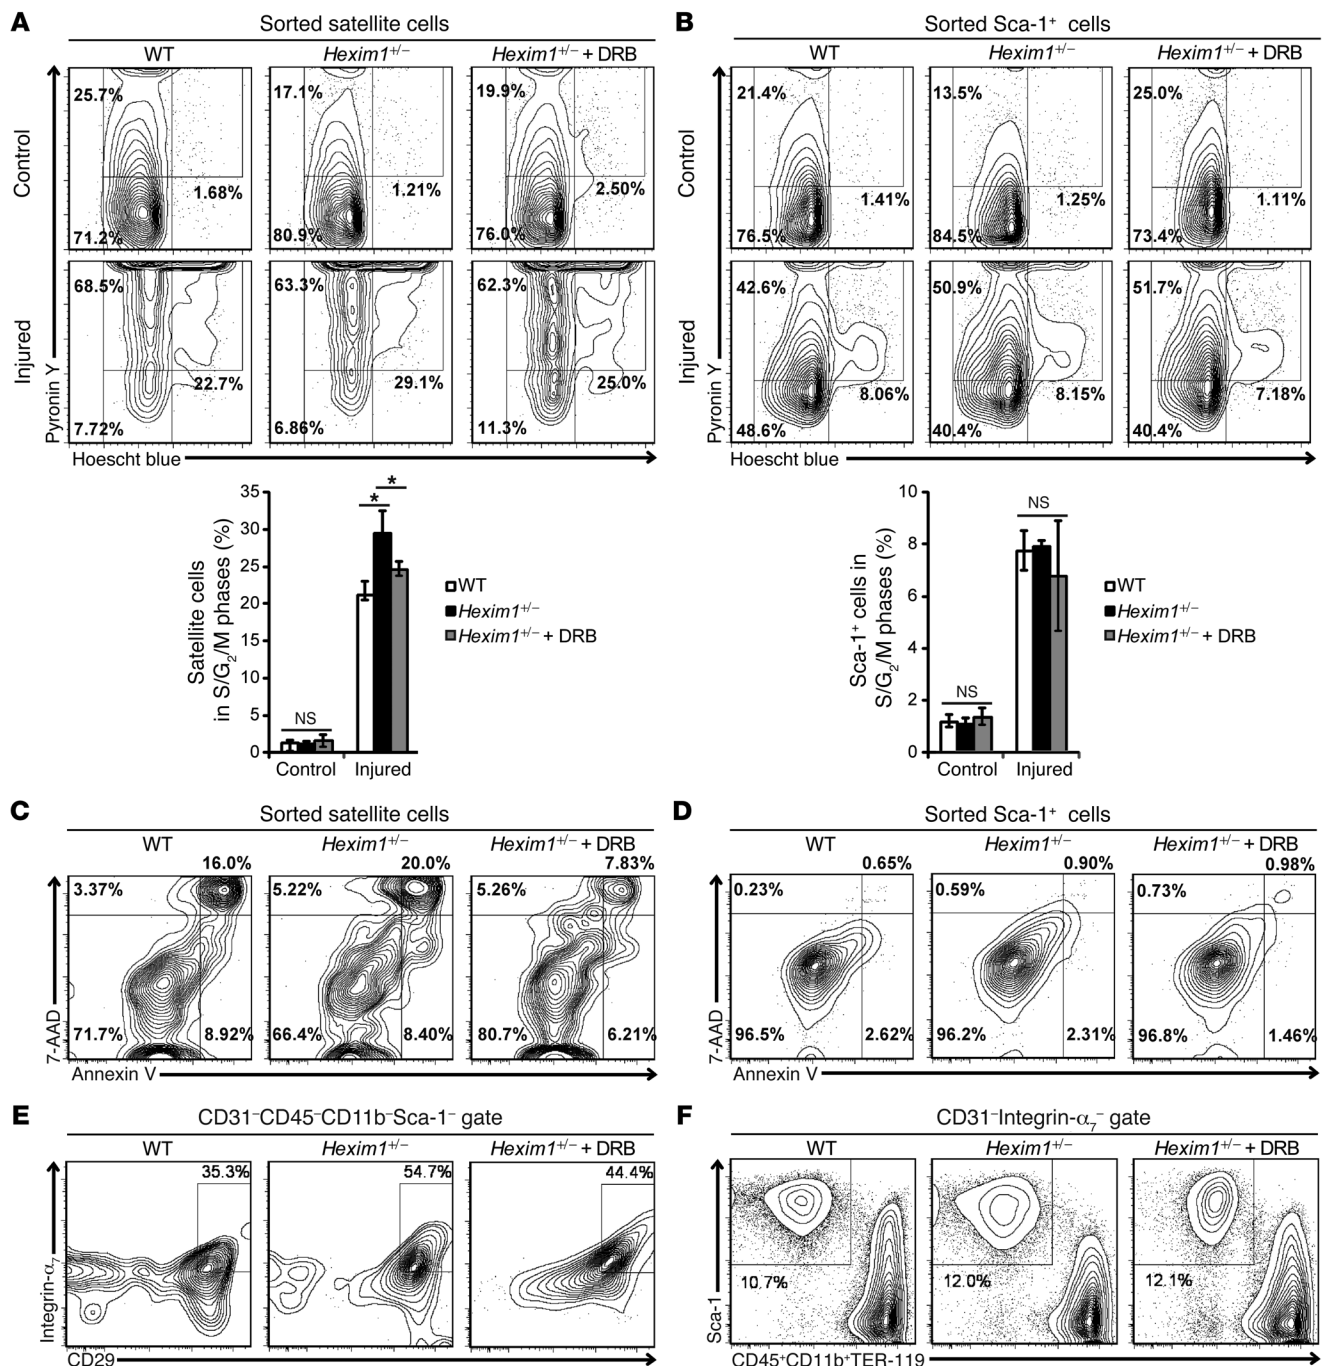 A
Sorted satellite cells
WT
Hexim1+/−
Hexim1+/− + DRB
Control
25.7%
1.68%
71.2%
17.1%
1.21%
80.9%
19.9%
2.50%
76.0%
Injured
68.5%
22.7%
7.72%
63.3%
29.1%
6.86%
62.3%
25.0%
11.3%
Pyronin Y
Hoescht blue
Satellite cells
in S/G2/M phases (%)
35
30
25
20
15
10
5
0
NS
*
*
Control
Injured
WT
Hexim1+/−
Hexim1+/− + DRB
B
Sorted Sca-1+ cells
WT
Hexim1+/−
Hexim1+/− + DRB
Control
21.4%
1.41%
76.5%
13.5%
1.25%
84.5%
25.0%
1.11%
73.4%
Injured
42.6%
8.06%
48.6%
50.9%
8.15%
40.4%
51.7%
7.18%
40.4%
Pyronin Y
Hoescht blue
Sca-1+ cells in
S/G2/M phases (%)
10
8
6
4
2
0
NS
NS
Control
Injured
WT
Hexim1+/−
Hexim1+/− + DRB
C
Sorted satellite cells
WT
Hexim1+/−
Hexim1+/− + DRB
16.0%
3.37%
71.7%
8.92%
20.0%
5.22%
66.4%
8.40%
7.83%
5.26%
80.7%
6.21%
7-AAD
Annexin V
D
Sorted Sca-1+ cells
WT
Hexim1+/−
Hexim1+/− + DRB
0.65%
0.23%
96.5%
2.62%
0.90%
0.59%
96.2%
2.31%
0.98%
0.73%
96.8%
1.46%
7-AAD
Annexin V
E
CD31−CD45−CD11b−Sca-1− gate
WT
Hexim1+/−
Hexim1+/− + DRB
35.3%
54.7%
44.4%
Integrin-α7
CD29
F
CD31−Integrin-α7− gate
WT
Hexim1+/−
Hexim1+/− + DRB
10.7%
12.0%
12.1%
Sca-1
CD45+CD11b+TER-119